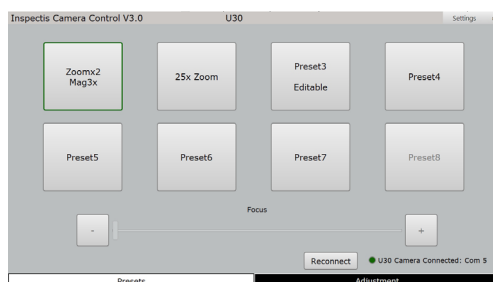 Inspectis Camera Control V3.0 U30 Settings
Zoomx2
Mag3x
25x Zoom
Preset3
Editable
Preset4
Preset5
Preset6
Preset7
Preset8
Focus
- +
Reconnect U30 Camera Connected: Com 5
Presets Adjustment